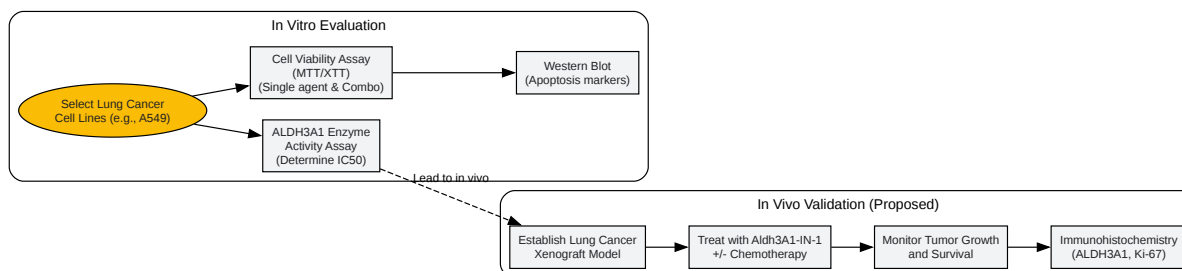 In Vitro Evaluation
Select Lung Cancer
Cell Lines (e.g., A549)
Cell Viability Assay
(MTT/XTT)
(Single agent & Combo)
Western Blot
(Apoptosis markers)
ALDH3A1 Enzyme
Activity Assay
(Determine IC50)
Lead to in vivo
In Vivo Validation (Proposed)
Establish Lung Cancer
Xenograft Model
Treat with Aldh3A1-IN-1
+/- Chemotherapy
Monitor Tumor Growth
and Survival
Immunohistochemistry
(ALDH3A1, Ki-67)